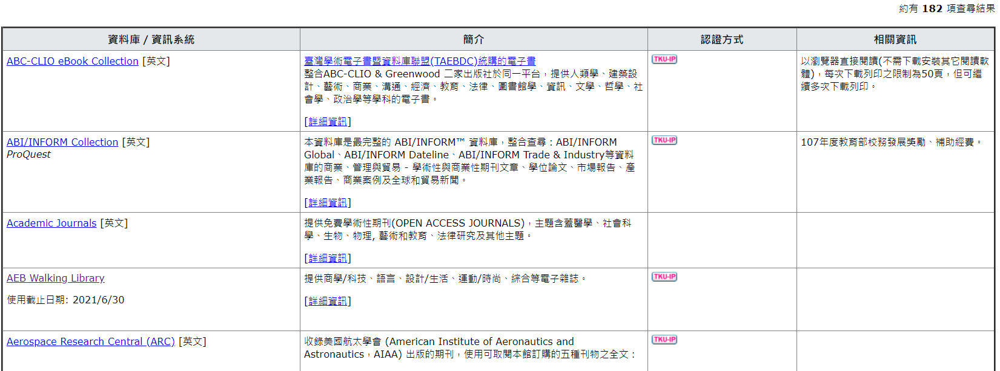 約有 182 項查尋結果
資料庫 / 資訊系統
簡介
認證方式
相關資訊
ABC-CLIO eBook Collection [英文]
臺灣學術電子書暨資料庫聯盟(TAEBDC)統購的電子書
整合ABC-CLIO & Greenwood 二家出版社於同一平台，提供人類學、建築設
計、藝術、商業、溝通、經濟、教育、法律、圖書館學、資訊、文學、哲學、社
會學、政治學等學科的電子書。
[詳細資訊]
TKU-IP
以瀏覽器直接閱讀(不需下載安裝其它閱讀軟
體)，每次下載列印之限制為50頁，但可繼
續多次下載列印。
ABI/INFORM Collection [英文]
ProQuest
本資料庫是最完整的 ABI/INFORM™ 資料庫，整合查尋：ABI/INFORM
Global、ABI/INFORM Dateline、ABI/INFORM Trade & Industry等資料
庫的商業、管理與貿易 - 學術性與商業性期刊文章、學位論文、市場報告、產
業報告、商業案例及全球和貿易新聞。
[詳細資訊]
TKU-IP
107年度教育部校務發展獎勵、補助經費。
Academic Journals [英文]
提供免費學術性期刊(OPEN ACCESS JOURNALS)，主題含蓋醫學、社會科
學、生物、物理, 藝術和教育、法律研究及其他主題。
[詳細資訊]
AEB Walking Library
使用截止日期: 2021/6/30
提供商學/科技、語言、設計/生活、運動/時尚、綜合等電子雜誌。
[詳細資訊]
TKU-IP
Aerospace Research Central (ARC) [英文]
收錄美國航太學會 (American Institute of Aeronautics and
Astronautics，AIAA) 出版的期刊，使用可取閱本館訂購的五種刊物之全文：
TKU-IP